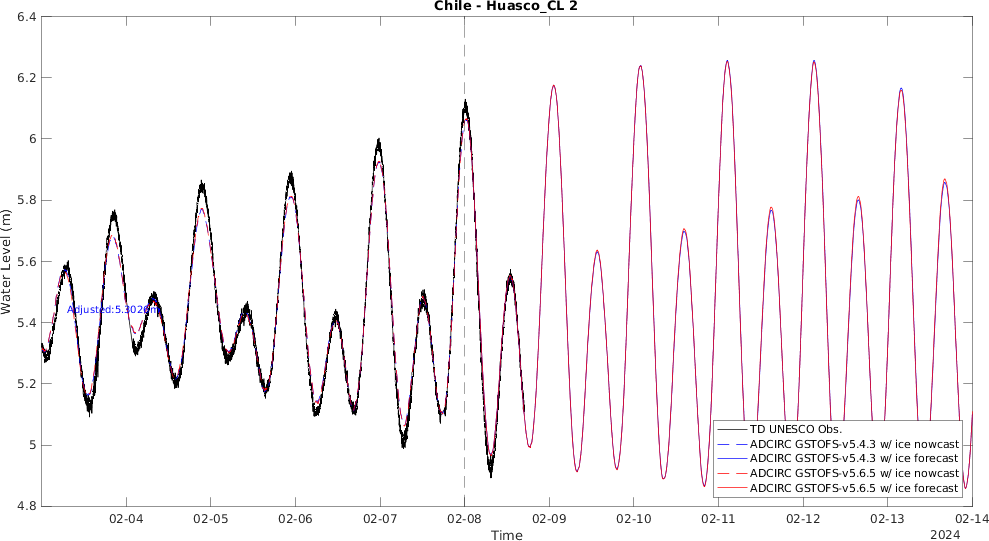 Chile - Huasco_CL 2
6.4
6.2
6
5.8
5.6
5.4
5.2
5
4.8
Water Level (m)
Adjusted:5.3026m
TD UNESCO Obs.
ADCIRC GSTOFS-v5.4.3 w/ ice nowcast
ADCIRC GSTOFS-v5.4.3 w/ ice forecast
ADCIRC GSTOFS-v5.6.5 w/ ice nowcast
ADCIRC GSTOFS-v5.6.5 w/ ice forecast
02-04 02-05 02-06 02-07 02-08 02-09 02-10 02-11 02-12 02-13 02-14
Time
2024